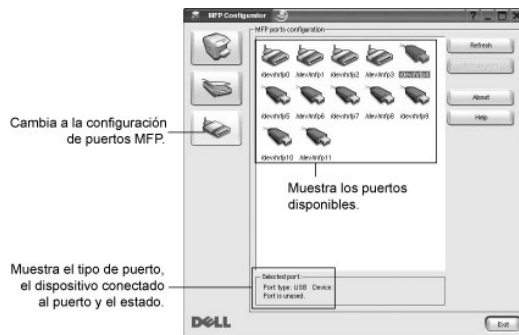 MFP Configurator
MFP ports configuration
Refresh
About
Help
/dev/mfp0 /dev/mfp1 /dev/mfp2 /dev/mfp3 /dev/mfp4
/dev/mfp5 /dev/mfp6 /dev/mfp7 /dev/mfp8 /dev/mfp9
/dev/mfp10 /dev/mfp11
Cambia a la configuración
de puertos MFP.
Muestra los puertos
disponibles.
Muestra el tipo de puerto,
el dispositivo conectado
al puerto y el estado.
Selected port:
Port type: USB Device:
Port is unused.
DELL
Exit